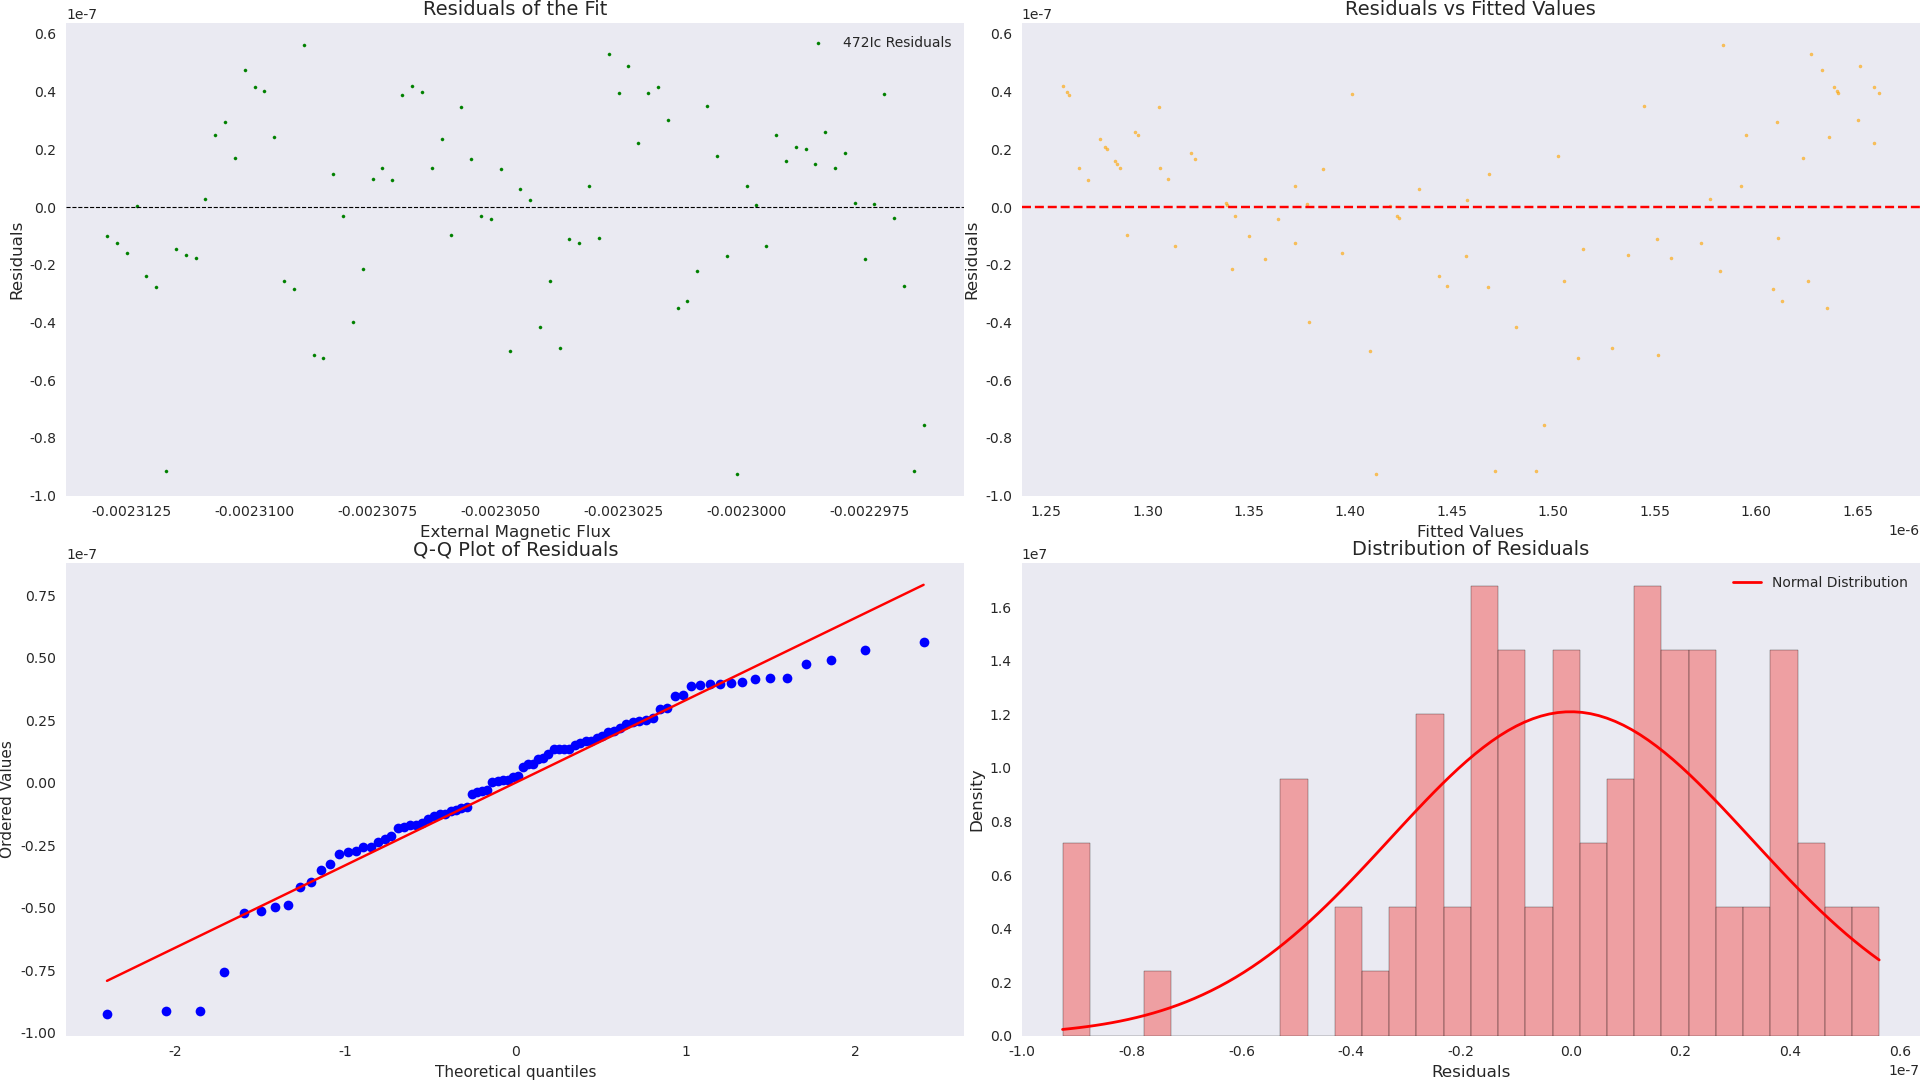 Residuals of the Fit
1e-7
0.6
0.4
0.2
0.0
-0.2
-0.4
-0.6
-0.8
-1.0
Residuals
472Ic Residuals
-0.0023125 -0.0023100 -0.0023075 -0.0023050 -0.0023025 -0.0023000 -0.0022975
External Magnetic Flux
Residuals vs Fitted Values
1e-7
0.6
0.4
0.2
0.0
-0.2
-0.4
-0.6
-0.8
-1.0
Residuals
1.25 1.30 1.35 1.40 1.45 1.50 1.55 1.60 1.65
Fitted Values
1e-6
Q-Q Plot of Residuals
1e-7
0.75
0.50
0.25
0.00
-0.25
-0.50
-0.75
-1.00
Ordered Values
-2 -1 0 1 2
Theoretical quantiles
Distribution of Residuals
1e7
1.6
1.4
1.2
1.0
0.8
0.6
0.4
0.2
0.0
Density
Normal Distribution
-1.0 -0.8 -0.6 -0.4 -0.2 0.0 0.2 0.4 0.6
Residuals
1e-7